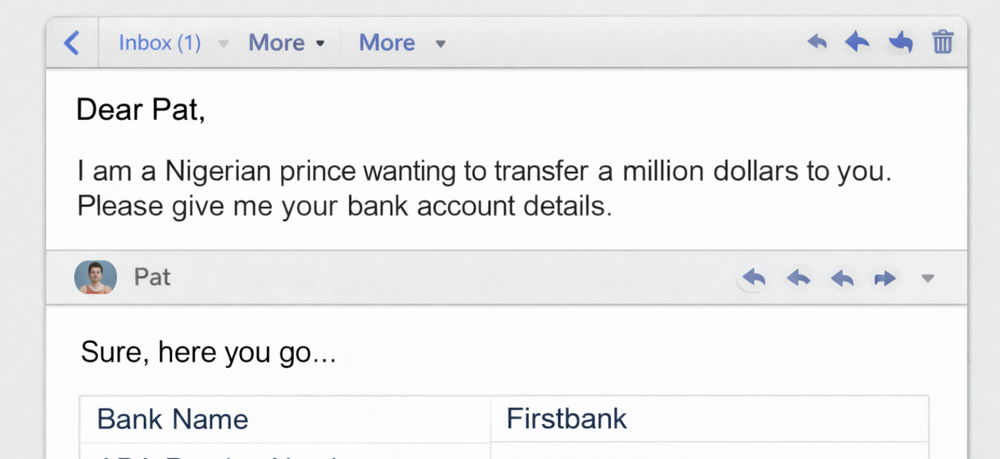 Inbox (1) More More
Dear Pat,
I am a Nigerian prince wanting to transfer a million dollars to you.
Please give me your bank account details.
Pat
Sure, here you go...
Bank Name Firstbank